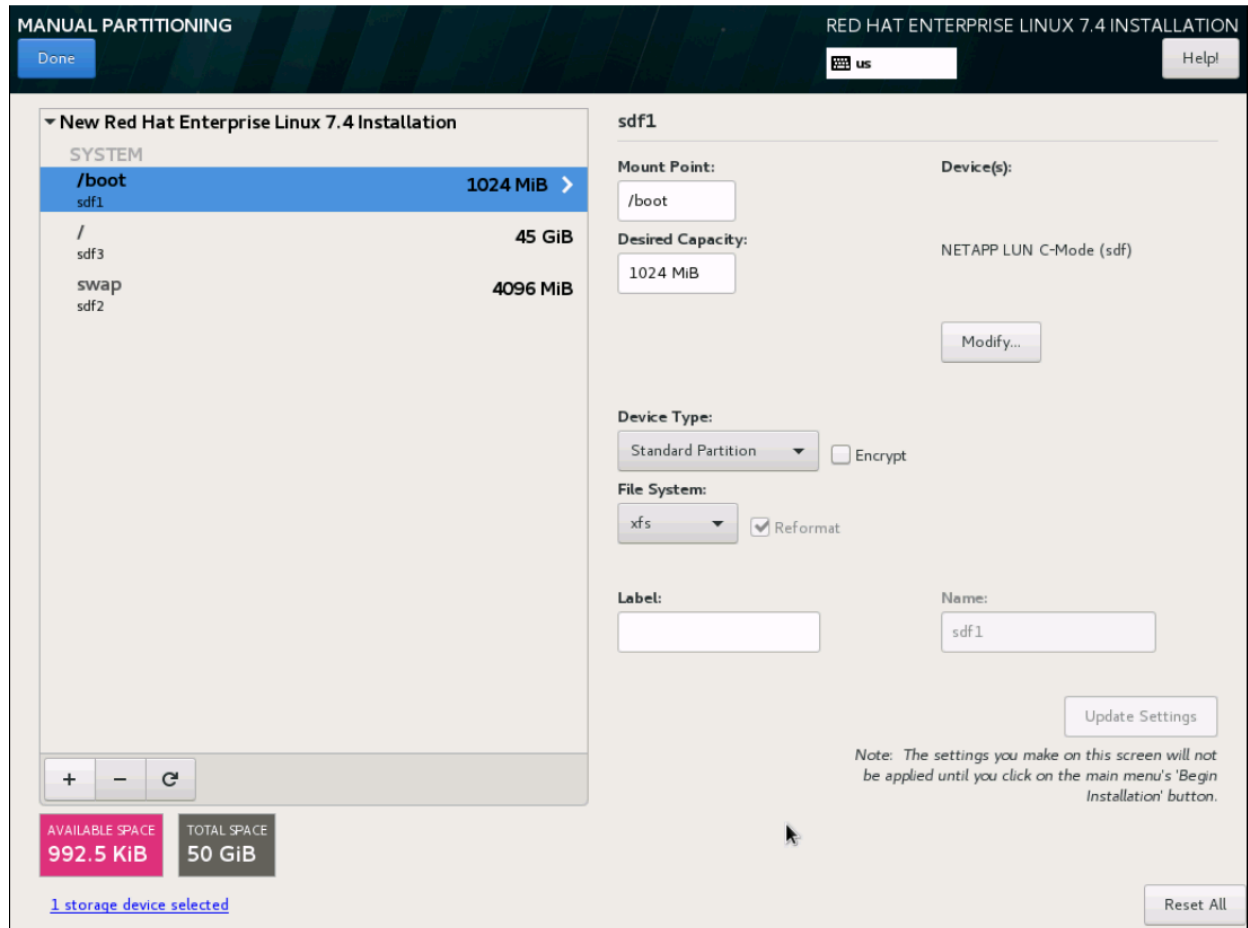 MANUAL PARTITIONING
RED HAT ENTERPRISE LINUX 7.4 INSTALLATION
Done
us
Help!
New Red Hat Enterprise Linux 7.4 Installation
SYSTEM
/boot
1024 MiB
sdf1
/
45 GiB
sdf3
swap
4096 MiB
sdf2
sdf1
Mount Point:
Device(s):
/boot
Desired Capacity:
NETAPP LUN C-Mode (sdf)
1024 MiB
Modify...
Device Type:
Standard Partition
Encrypt
File System:
xfs
Reformat
Label:
Name:
sdf1
Update Settings
Note: The settings you make on this screen will not
be applied until you click on the main menu's 'Begin
Installation' button.
+ −
AVAILABLE SPACE
992.5 KiB
TOTAL SPACE
50 GiB
1 storage device selected
Reset All